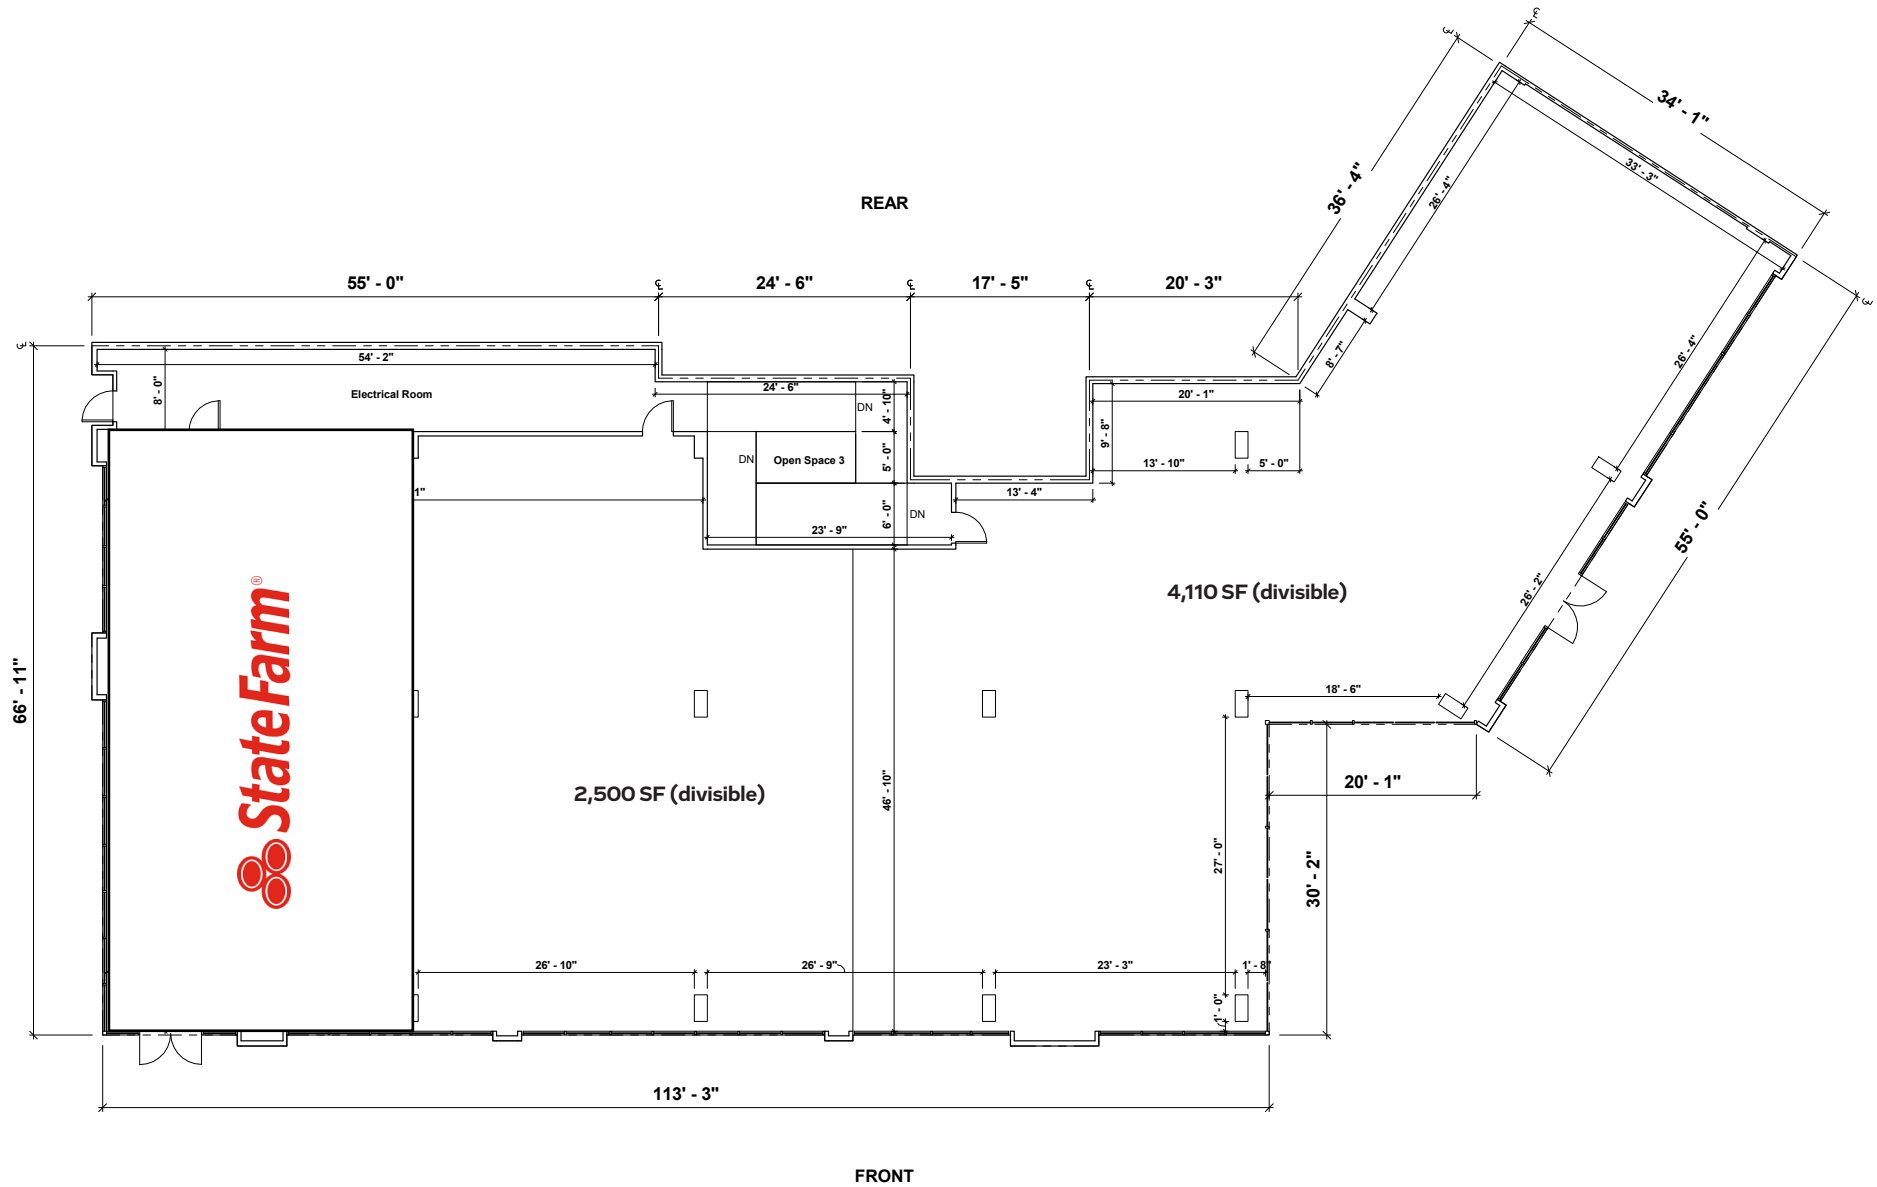 34' - 1"
33' - 3"
36' - 4"
26' - 4"
REAR
55' - 0"
24' - 6"
17' - 5"
20' - 3"
54' - 2"
8' - 0"
Electrical Room
24' - 6"
DN
4' - 10"
20' - 1"
8' - 7"
26' - 4"
9' - 8"
DN
Open Space 3
5' - 0"
13' - 10"
5' - 0"
1"
13' - 4"
6' - 0"
DN
23' - 9"
55' - 0"
26' - 2"
4,110 SF (divisible)
StateFarm®
66' - 11"
18' - 6"
20' - 1"
2,500 SF (divisible)
46' - 10"
27' - 0"
30' - 2"
26' - 10"
26' - 9"
23' - 3"
1' - 8"
1' - 0"
113' - 3"
FRONT